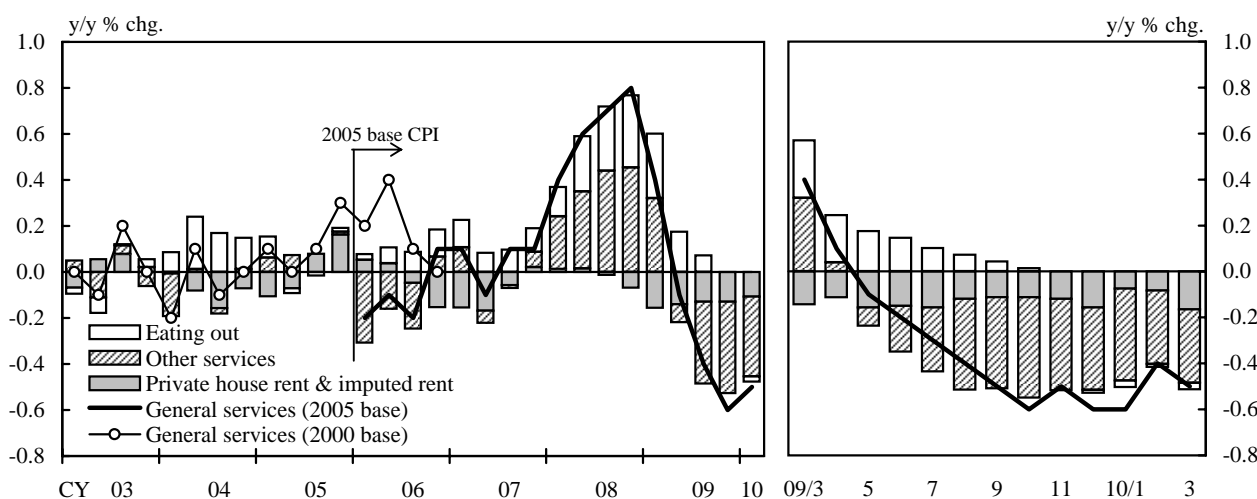 y/y % chg.
y/y % chg.
1.0
0.8
0.6
0.4
0.2
0.0
-0.2
-0.4
-0.6
-0.8
2005 base CPI
Eating out
Other services
Private house rent & imputed rent
General services (2005 base)
General services (2000 base)
CY 03 04 05 06 07 08 09 10
1.0
0.8
0.6
0.4
0.2
0.0
-0.2
-0.4
-0.6
-0.8
09/3 5 7 9 11 10/1 3